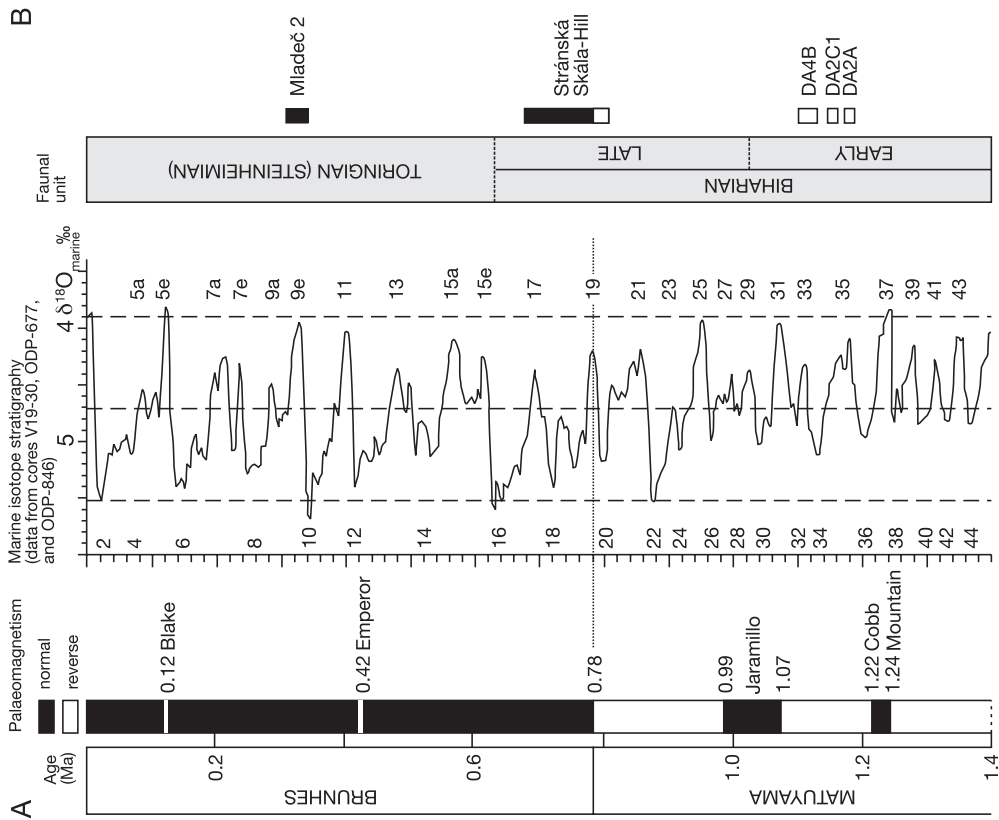 A
B
Age
(Ma)
Palaeomagnetism
normal
reverse
Marine isotope stratigraphy
(data from cores V19-30, ODP-677,
and ODP-846)
5
4 δ¹⁸O marine ‰
Faunal
unit
BRUNHES
MATUYAMA
0.2
0.6
1.0
1.2
1.4
0.12 Blake
0.42 Emperor
0.78
0.99
Jaramillo
1.07
1.22 Cobb
1.24 Mountain
2
4
6
8
10
12
14
16
18
20
22
24
26
28
30
32
34
36
38
40
42
44
5a
5e
7a
7e
9a
9e
11
13
15a
15e
17
19
21
23
25
27
29
31
33
35
37
39
41
43
TORINGIAN (STEINHEIMIAN)
BIHARIAN
LATE
EARLY
Mladeč 2
Stránská
Skála-Hill
DA4B
DA2C1
DA2A